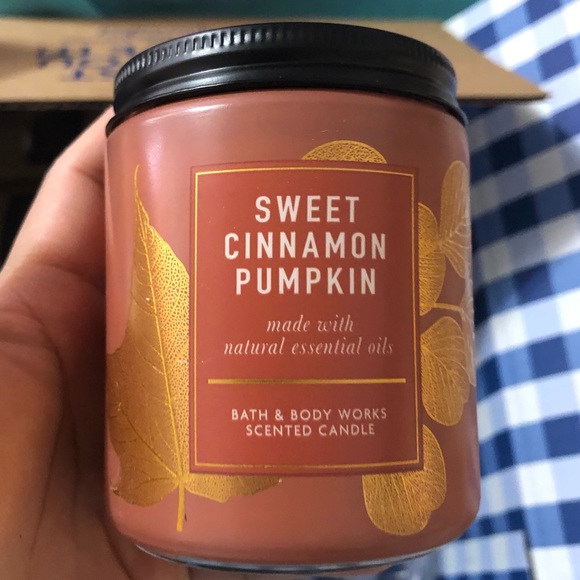 SWEET
CINNAMON
PUMPKIN
made with
natural essential oils
BATH & BODY WORKS
SCENTED CANDLE